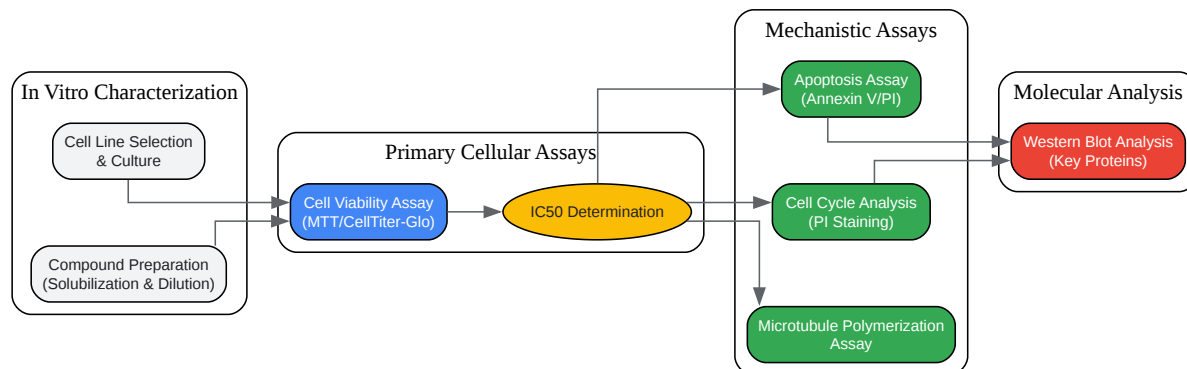 In Vitro Characterization
Cell Line Selection
& Culture
Compound Preparation
(Solubilization & Dilution)
Primary Cellular Assays
Cell Viability Assay
(MTT/CellTiter-Glo)
IC50 Determination
Mechanistic Assays
Apoptosis Assay
(Annexin V/PI)
Cell Cycle Analysis
(PI Staining)
Microtubule Polymerization
Assay
Molecular Analysis
Western Blot Analysis
(Key Proteins)